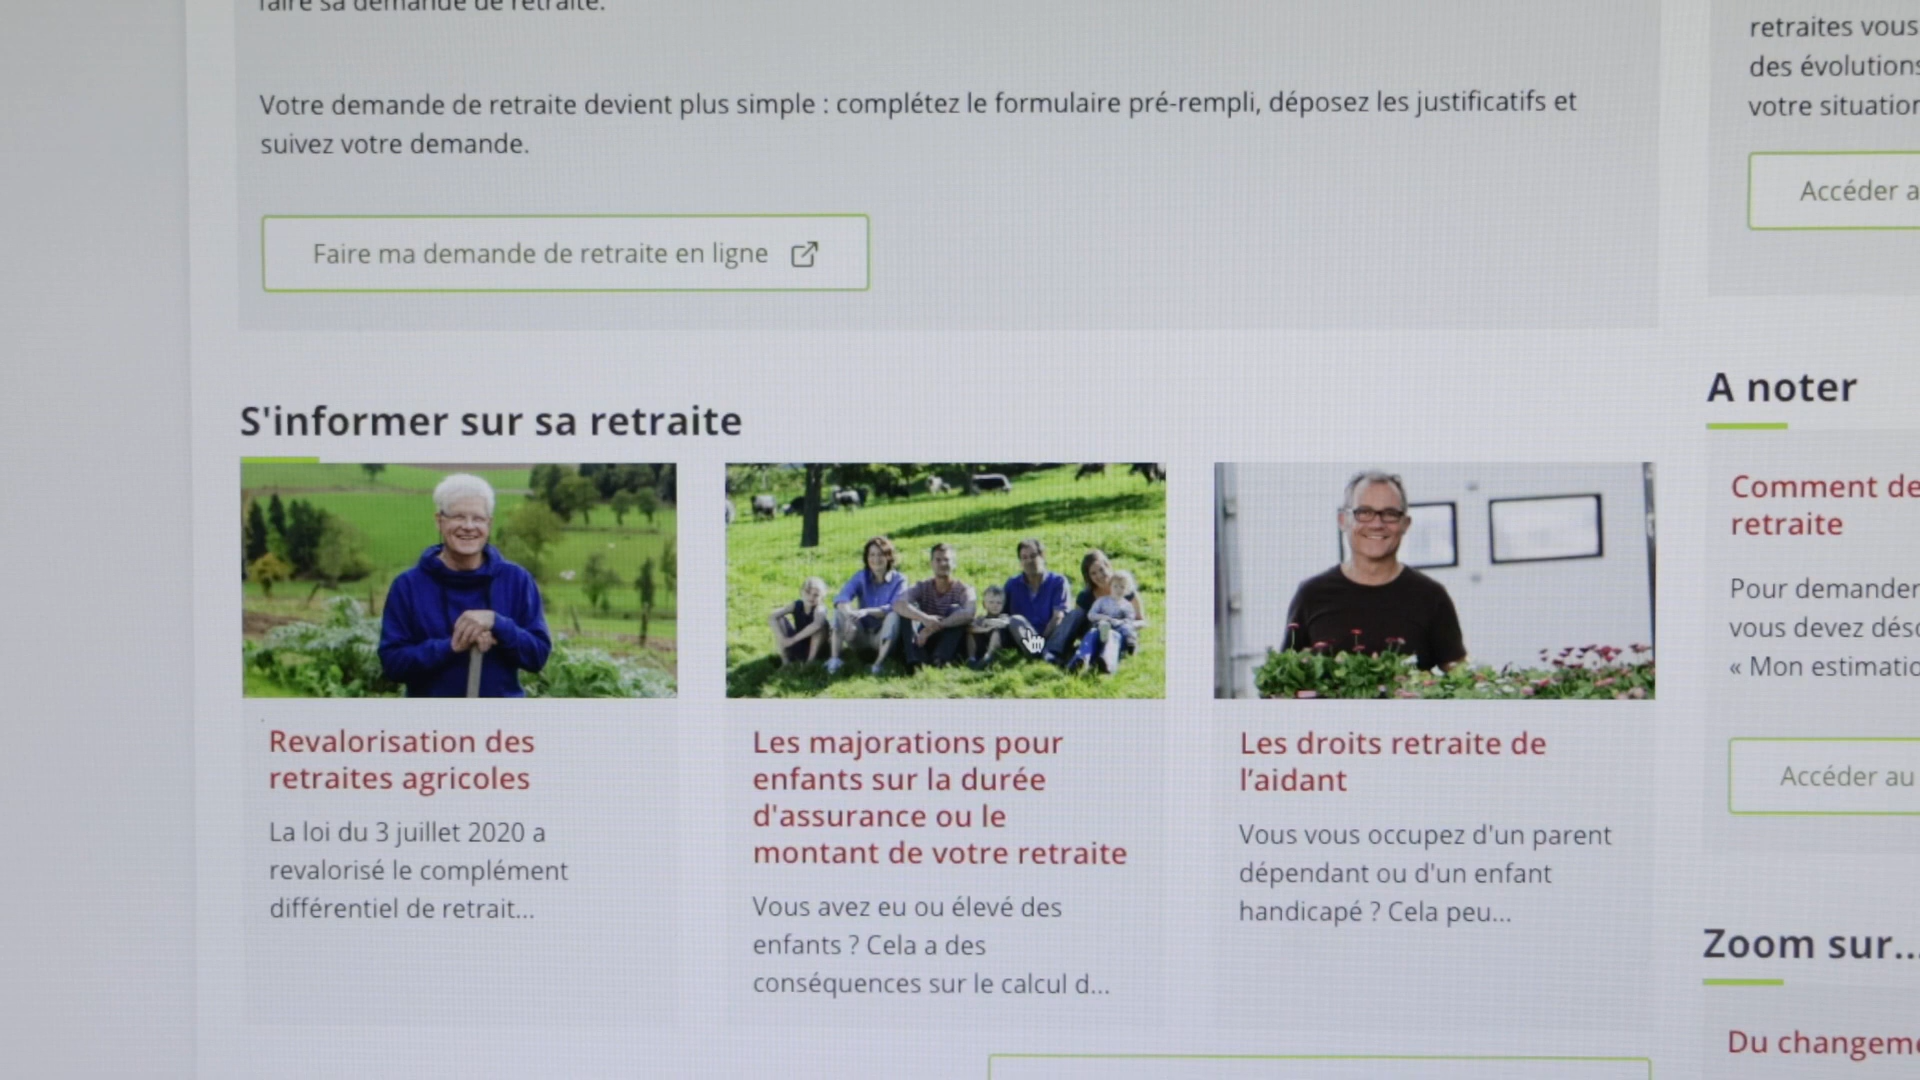 faire sa demande de retraite.
Votre demande de retraite devient plus simple : complétez le formulaire pré-rempli, déposez les justificatifs et
suivez votre demande.
Faire ma demande de retraite en ligne
S'informer sur sa retraite
Revalorisation des
retraites agricoles
La loi du 3 juillet 2020 a
revalorisé le complément
différentiel de retrait...
Les majorations pour
enfants sur la durée
d'assurance ou le
montant de votre retraite
Vous avez eu ou élevé des
enfants ? Cela a des
conséquences sur le calcul d...
Les droits retraite de
l’aidant
Vous vous occupez d'un parent
dépendant ou d'un enfant
handicapé ? Cela peu...
retraites vous
des évolutions
votre situation
Accéder a
A noter
Comment de
retraite
Pour demander
vous devez déso
« Mon estimatio
Accéder au
Zoom sur...
Du changeme